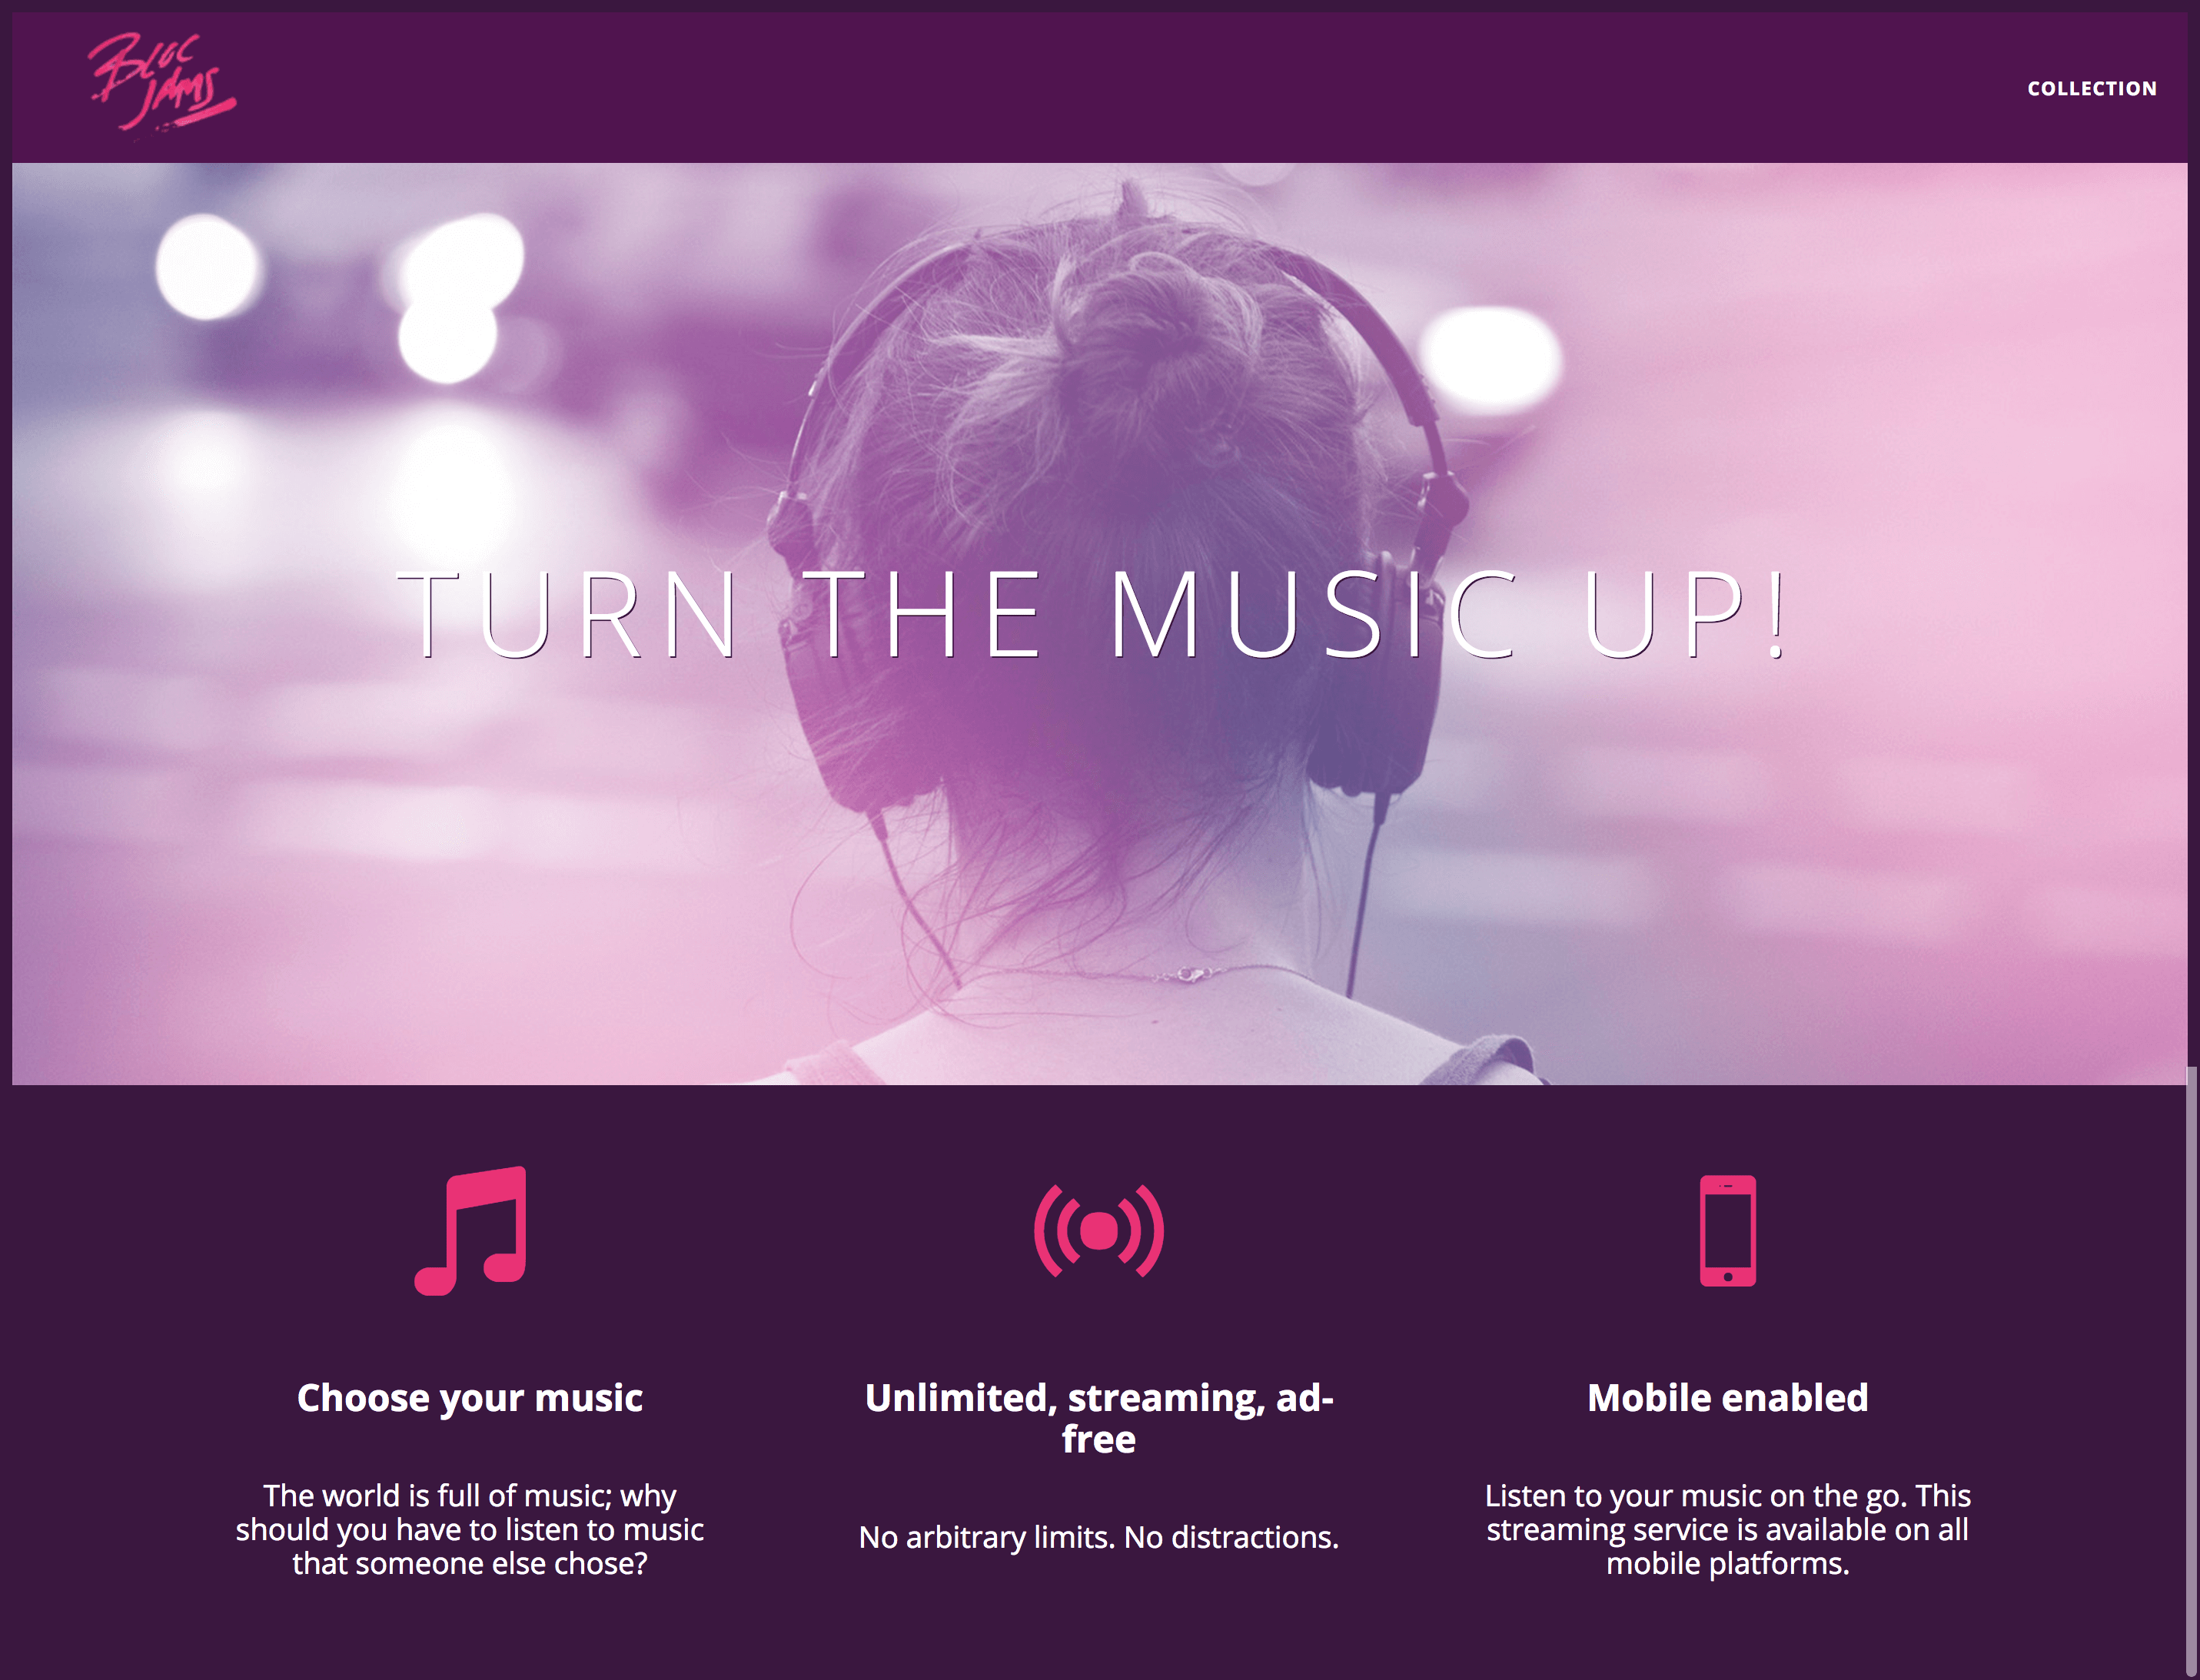 BLOC
JAMS
COLLECTION
TURN THE MUSIC UP!
Choose your music
The world is full of music; why
should you have to listen to music
that someone else chose?
Unlimited, streaming, ad-
free
No arbitrary limits. No distractions.
Mobile enabled
Listen to your music on the go. This
streaming service is available on all
mobile platforms.